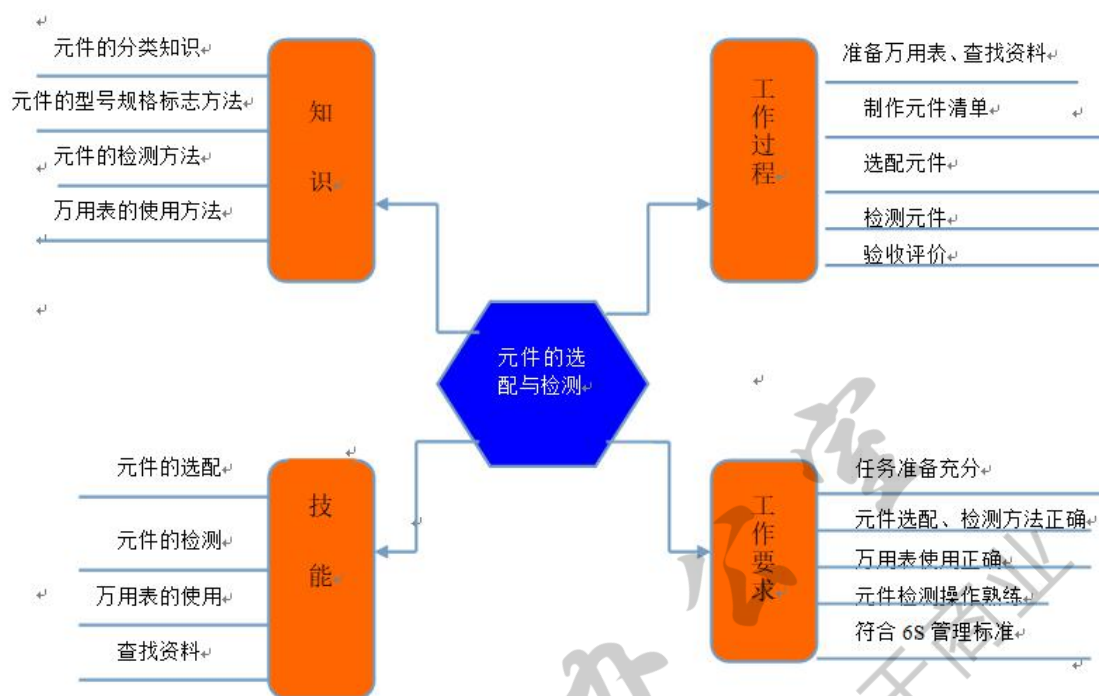 元件的分类知识
元件的型号规格标志方法
元件的检测方法
万用表的使用方法
知
识
工
作
过
程
准备万用表、查找资料
制作元件清单
选配元件
检测元件
验收评价
元件的选
配与检测
元件的选配
元件的检测
万用表的使用
查找资料
技
能
工
作
要
求
任务准备充分
元件选配、检测方法正确
万用表使用正确
元件检测操作熟练
符合 6S 管理标准
于商业